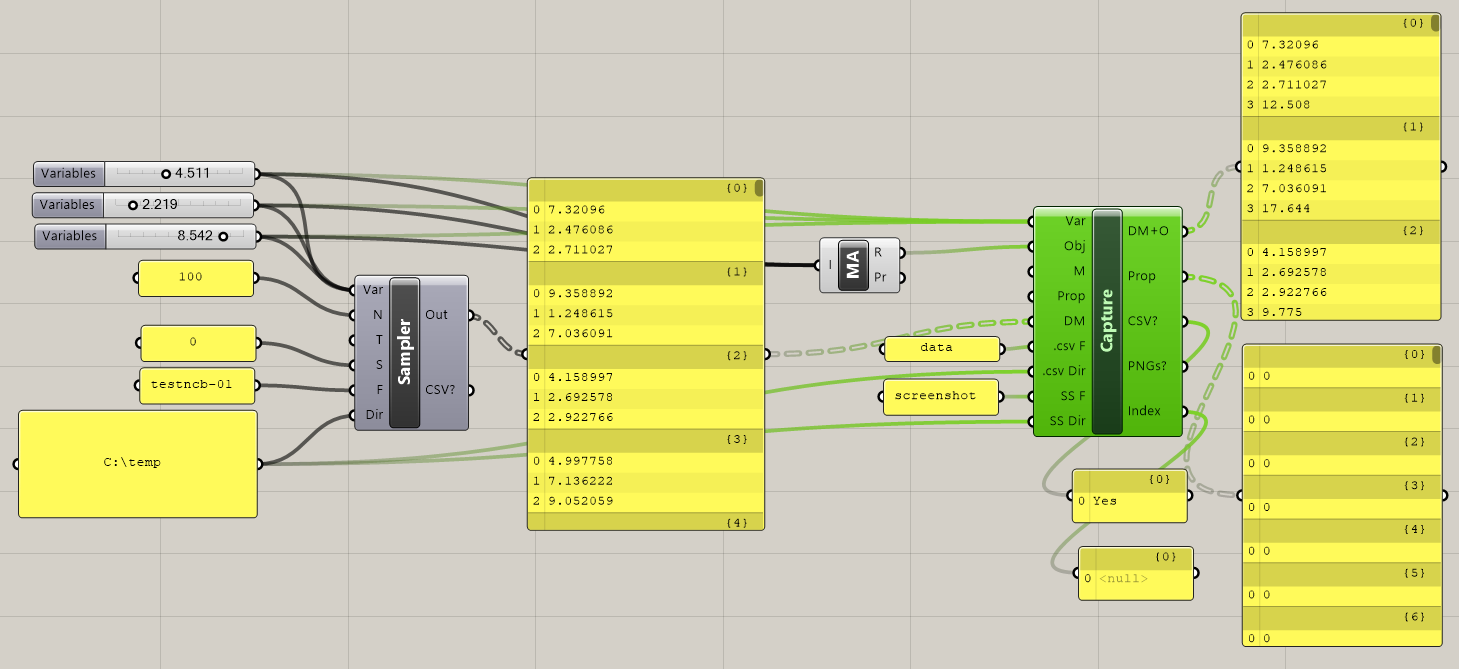 Variables 4.511
Variables 2.219
Variables 8.542
100
0
testncb-01
C:\temp
Var
N
T
S
F
Dir
Sampler
Out
CSV?
{0}
0 7.32096
1 2.476086
2 2.711027
{1}
0 9.358892
1 1.248615
2 7.036091
{2}
0 4.158997
1 2.692578
2 2.922766
{3}
0 4.997758
1 7.136222
2 9.052059
{4}
I
MA
R
Pr
data
screenshot
Var
Obj
M
Prop
DM
.csv F
.csv Dir
SS F
SS Dir
Capture
DM+O
Prop
CSV?
PNGs?
Index
{0}
0 Yes
{0}
0 <null>
{0}
0 7.32096
1 2.476086
2 2.711027
3 12.508
{1}
0 9.358892
1 1.248615
2 7.036091
3 17.644
{2}
0 4.158997
1 2.692578
2 2.922766
3 9.775
{0}
0 0
{1}
0 0
{2}
0 0
{3}
0 0
{4}
0 0
{5}
0 0
{6}
0 0